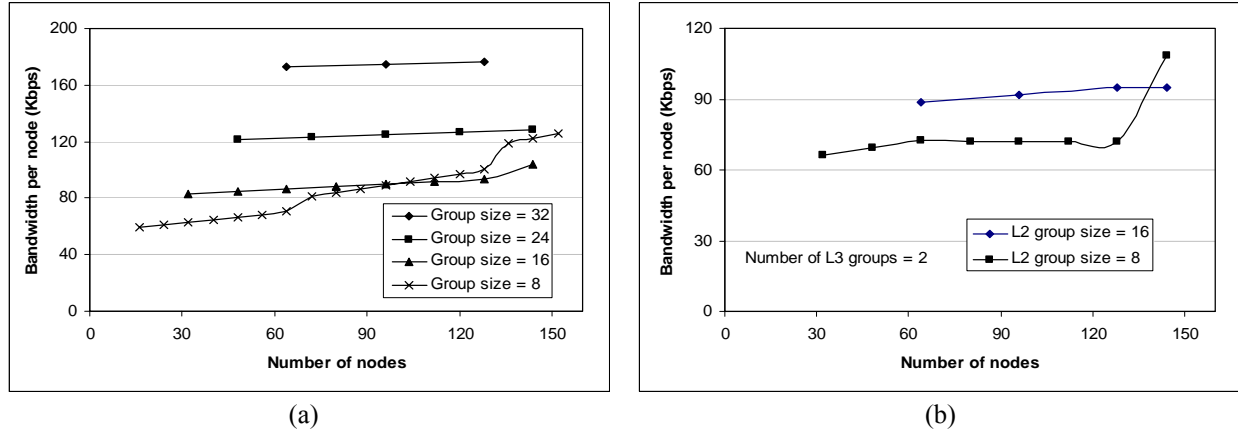 200
160
120
80
40
0
Bandwidth per node (Kbps)
0 30 60 90 120 150
Number of nodes
Group size = 32
Group size = 24
Group size = 16
Group size = 8
(a)
120
90
60
30
0
Bandwidth per node (Kbps)
0 30 60 90 120 150
Number of nodes
Number of L3 groups = 2
L2 group size = 16
L2 group size = 8
(b)